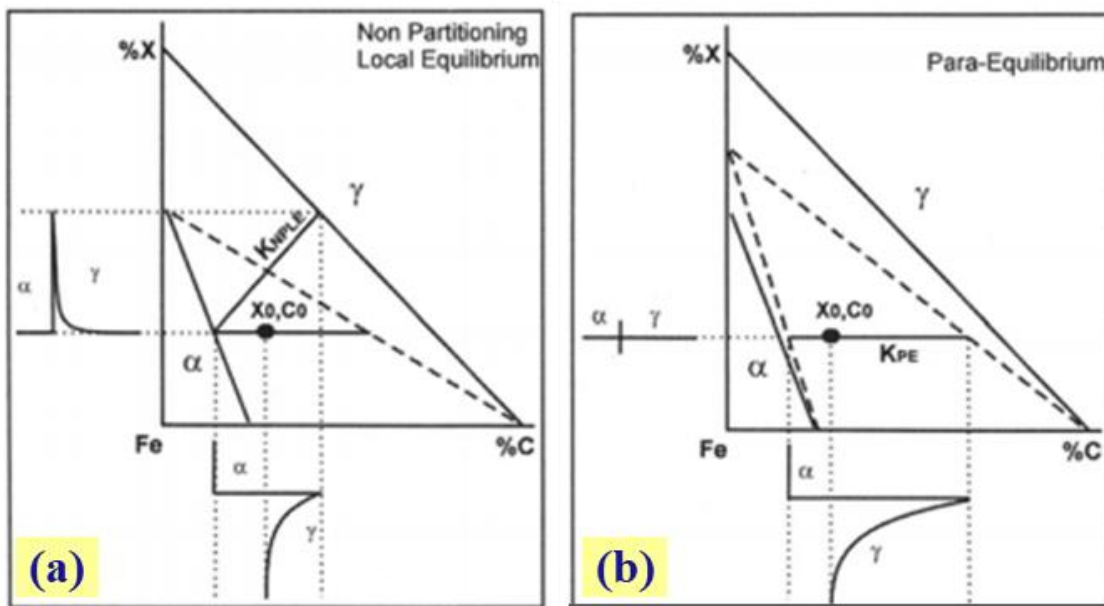 Non Partitioning
Local Equilibrium
%X
γ
K_NPLE
α
γ
X0,C0
α
Fe
%C
α
γ
(a)
Para-Equilibrium
%X
γ
α
γ
X0,C0
K_PE
α
Fe
%C
α
γ
(b)